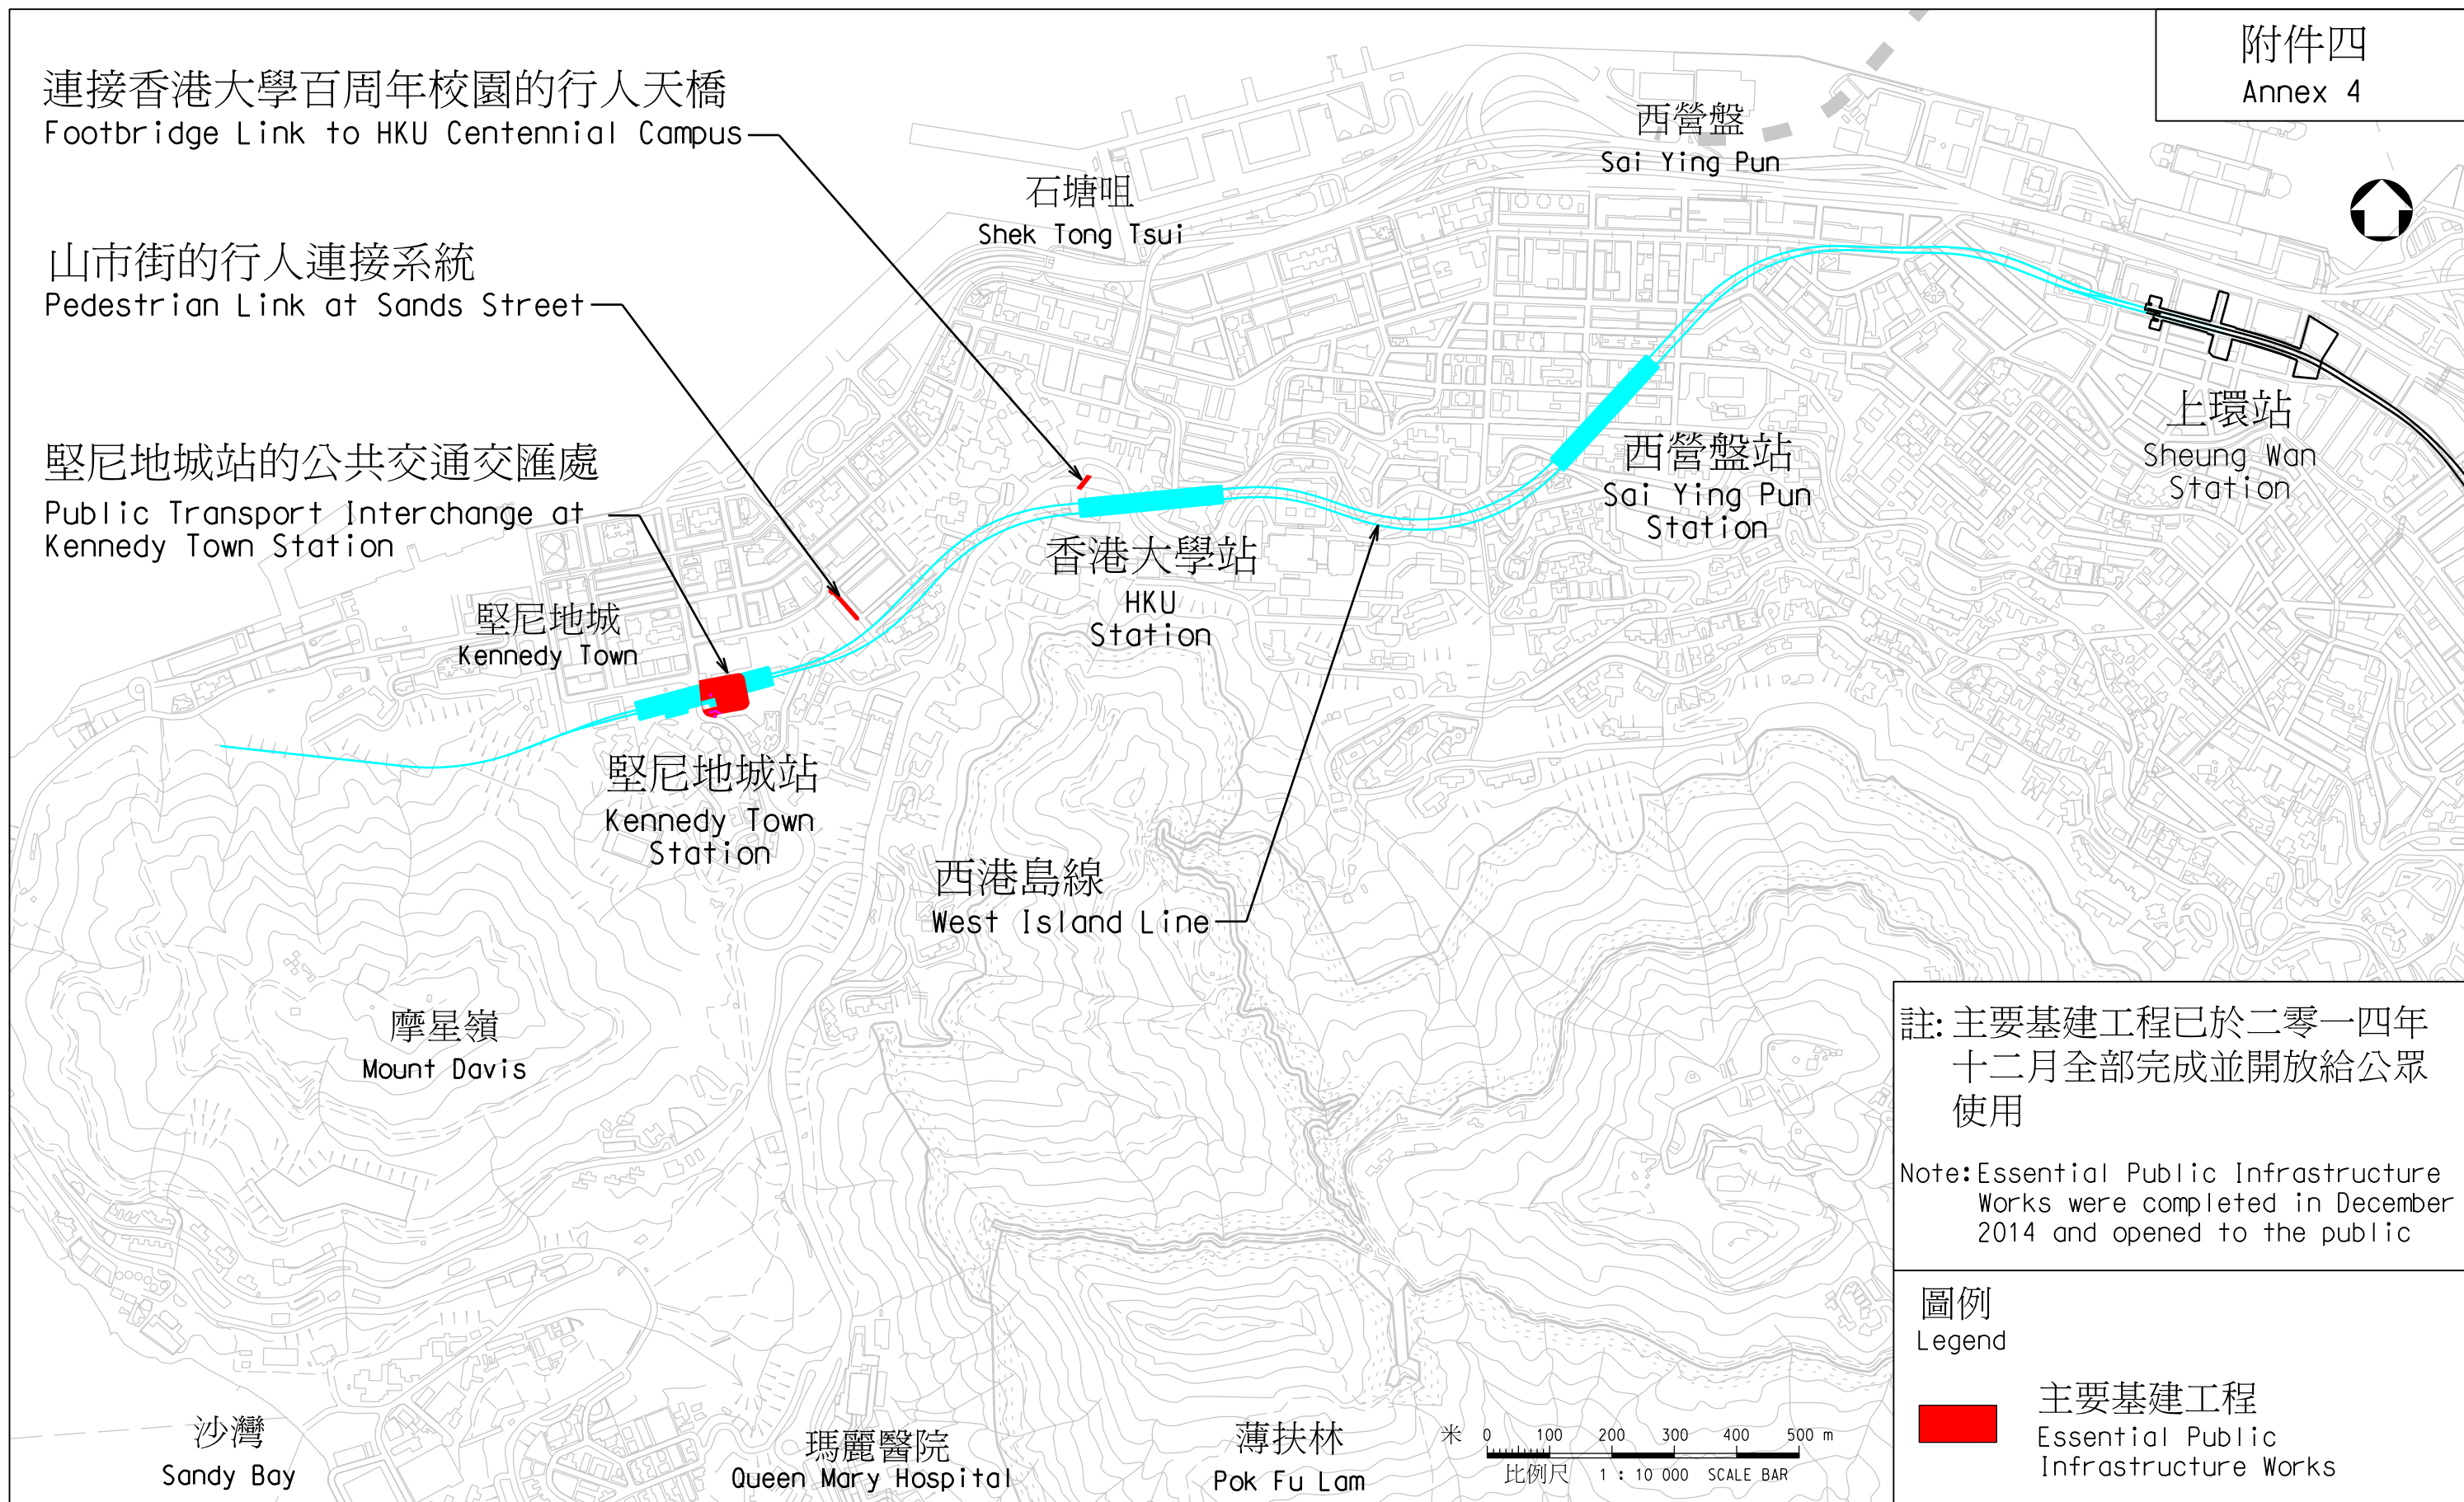 附件四
Annex 4
連接香港大學百周年校園的行人天橋
Footbridge Link to HKU Centennial Campus
西營盤
Sai Ying Pun
石塘咀
Shek Tong Tsui
山市街的行人連接系統
Pedestrian Link at Sands Street
堅尼地城站的公共交通交匯處
Public Transport Interchange at
Kennedy Town Station
上環站
Sheung Wan
Station
西營盤站
Sai Ying Pun
Station
香港大學站
HKU
Station
堅尼地城
Kennedy Town
堅尼地城站
Kennedy Town
Station
西港島線
West Island Line
摩星嶺
Mount Davis
註: 主要基建工程已於二零一四年
十二月全部完成並開放給公眾
使用
Note: Essential Public Infrastructure
Works were completed in December
2014 and opened to the public
圖例
Legend
主要基建工程
Essential Public
Infrastructure Works
沙灣
Sandy Bay
瑪麗醫院
Queen Mary Hospital
薄扶林
Pok Fu Lam
米 0 100 200 300 400 500 m
比例尺 1 : 10 000 SCALE BAR